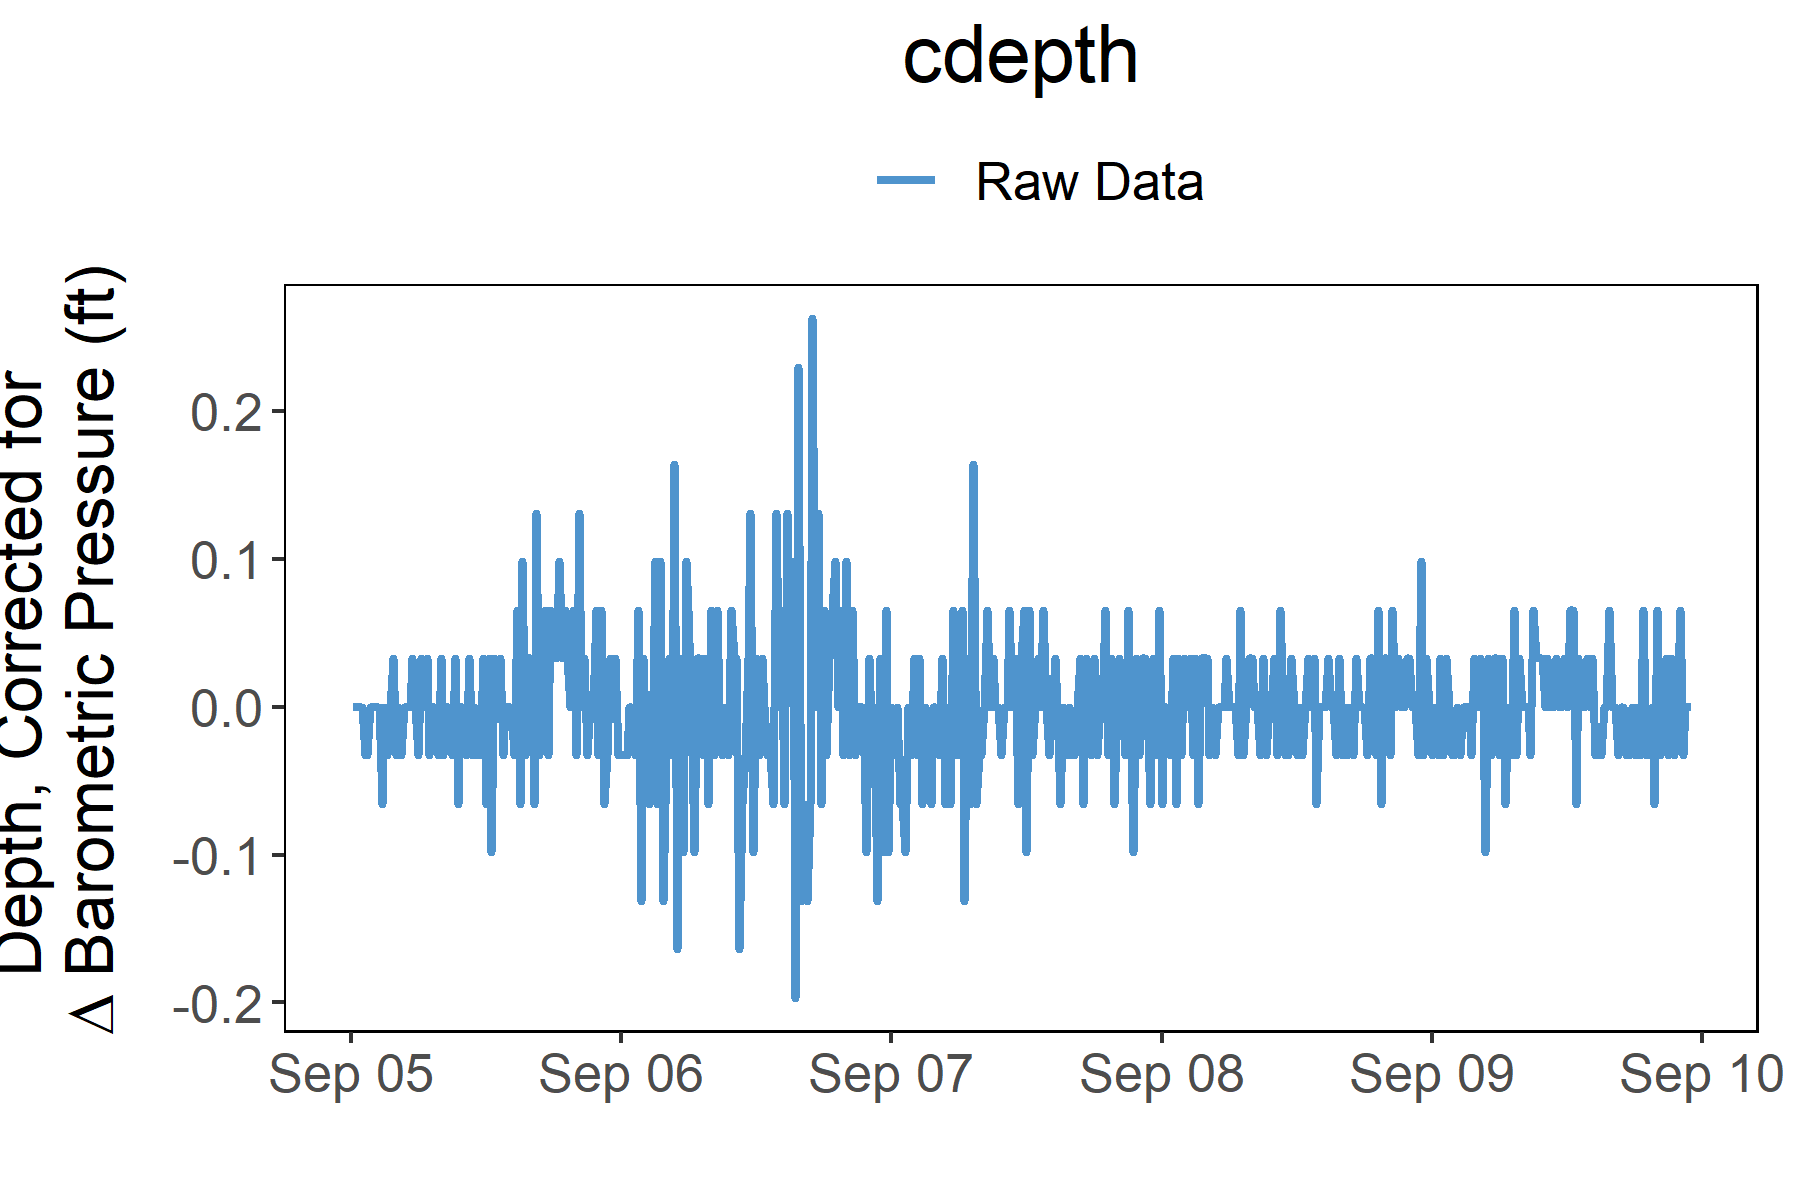 cdepth
Raw Data
Depth, Corrected for
Δ Barometric Pressure (ft)
0.2
0.1
0.0
-0.1
-0.2
Sep 05 Sep 06 Sep 07 Sep 08 Sep 09 Sep 10